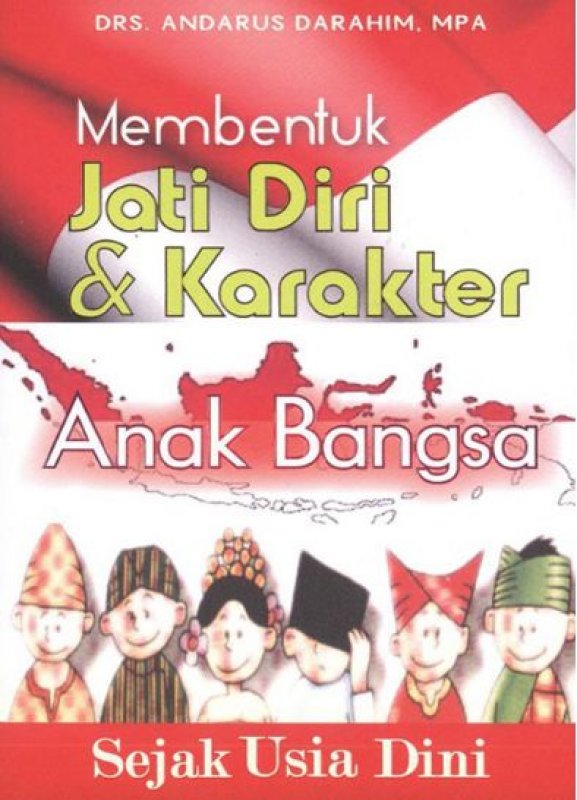 DRS. ANDARUS DARAHIM, MPA
Membentuk
Jati Diri
& Karakter
Anak Bangsa
Sejak Usia Dini